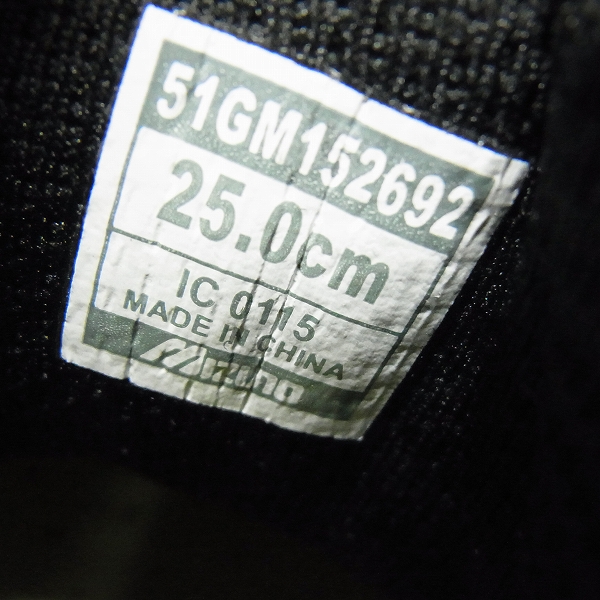 51GM152692
25.0cm
IC 0115
MADE IN CHINA
Mizuno